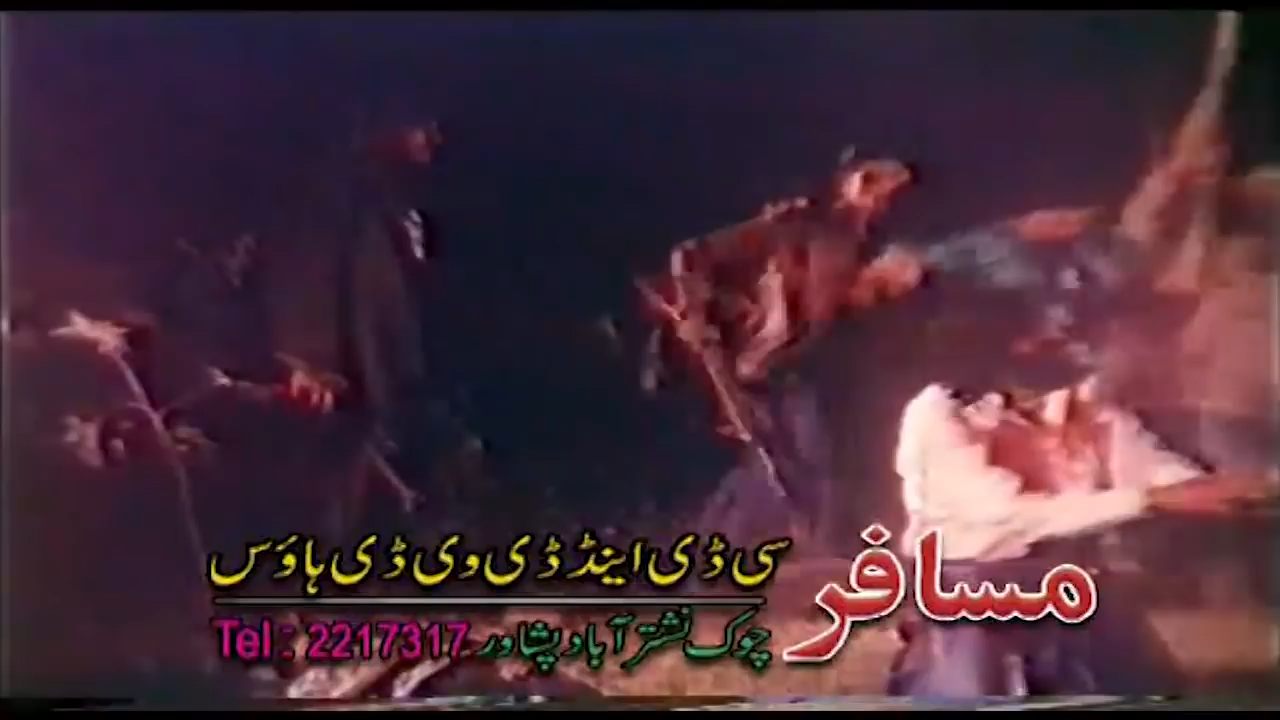 مسافر
سی ڈی اینڈ ڈی وی ڈی ہاؤس
چوک نشتر آباد پشاور Tel : 2217317